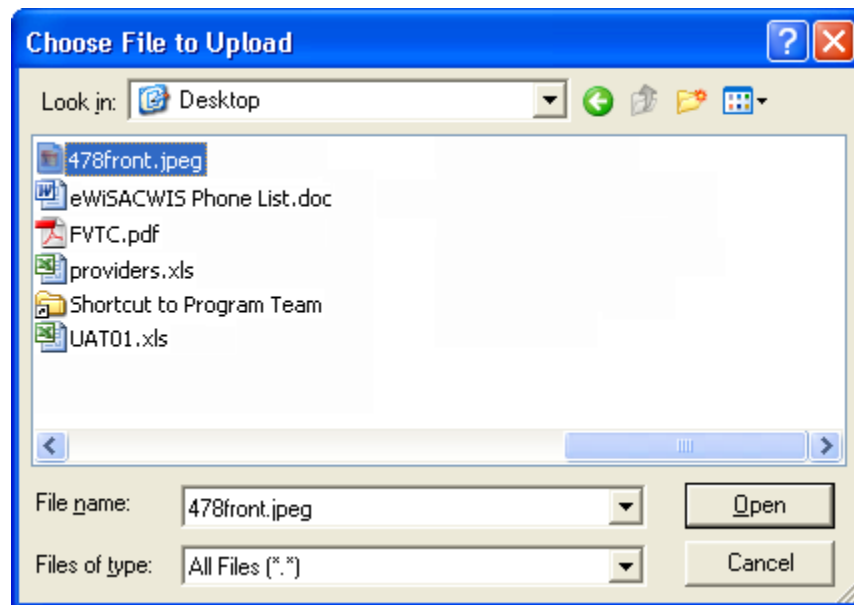 Choose File to Upload
Look in: Desktop
478front.jpeg
eWiSACWIS Phone List.doc
FVTC.pdf
providers.xls
Shortcut to Program Team
UAT01.xls
File name: 478front.jpeg Open
Files of type: All Files (*.*) Cancel